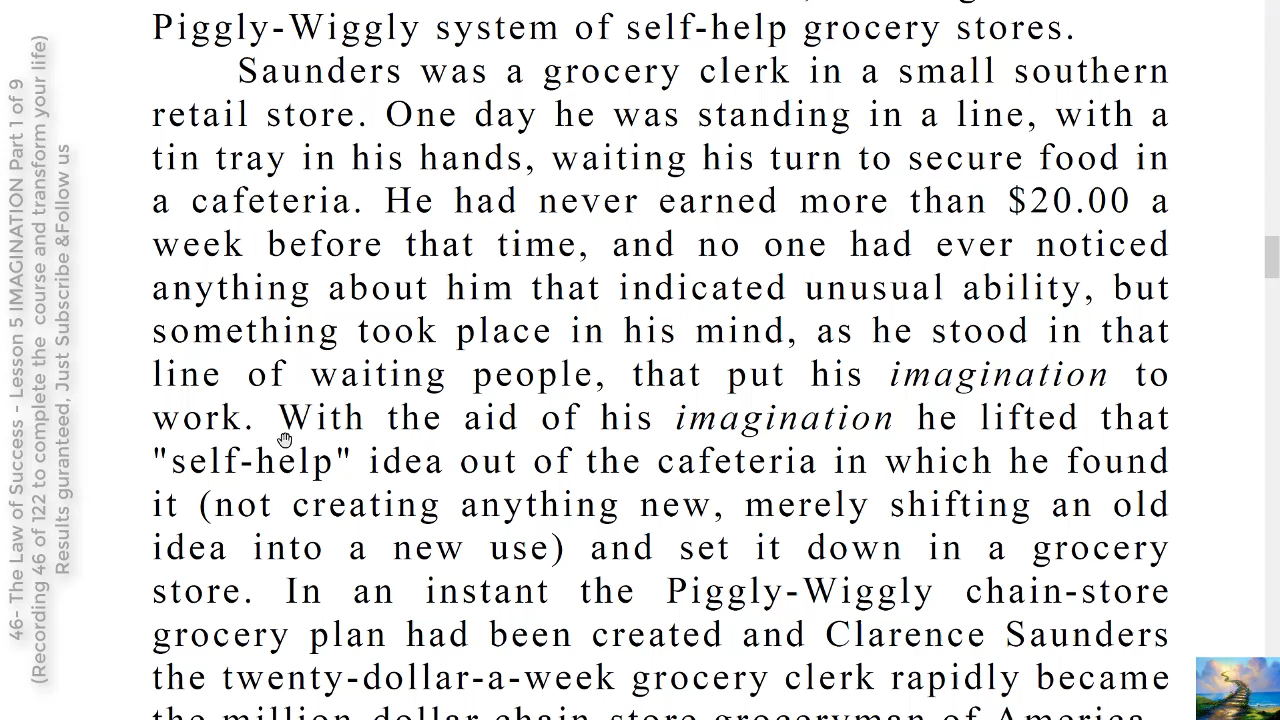 Piggly-Wiggly system of self-help grocery stores.
Saunders was a grocery clerk in a small southern
retail store. One day he was standing in a line, with a
tin tray in his hands, waiting his turn to secure food in
a cafeteria. He had never earned more than $20.00 a
week before that time, and no one had ever noticed
anything about him that indicated unusual ability, but
something took place in his mind, as he stood in that
line of waiting people, that put his imagination to
work. With the aid of his imagination he lifted that
"self-help" idea out of the cafeteria in which he found
it (not creating anything new, merely shifting an old
idea into a new use) and set it down in a grocery
store. In an instant the Piggly-Wiggly chain-store
grocery plan had been created and Clarence Saunders
the twenty-dollar-a-week grocery clerk rapidly became
the million-dollar chain-store groceryman of America.
46- The Law of Success - Lesson 5 IMAGINATION Part 1 of 9
(Recording 46 of 122 to complete the course and transform your life)
Results guranteed, Just Subscribe &Follow us